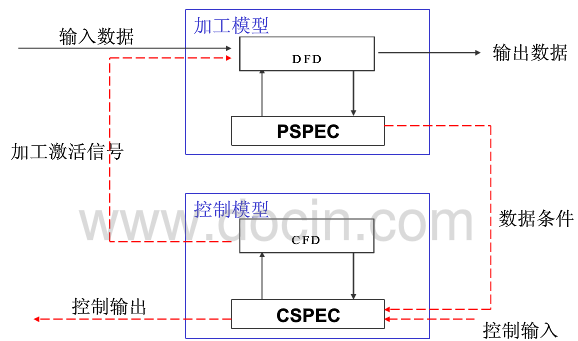 加工模型
输入数据
DFD
输出数据
PSPEC
加工激活信号
控制模型
www.docin.com
数据条件
CFD
控制输出
CSPEC
控制输入